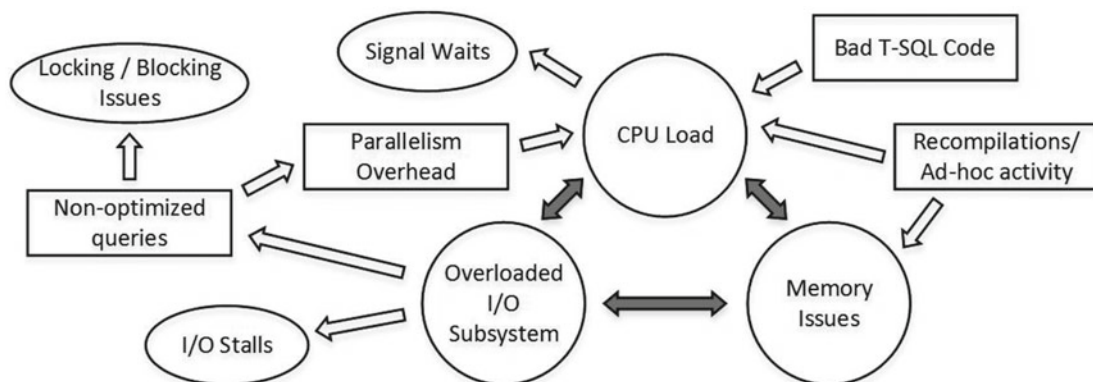 Signal Waits
Bad T-SQL Code
Locking / Blocking
Issues
CPU Load
Parallelism
Overhead
Recompilations/
Ad-hoc activity
Non-optimized
queries
Overloaded
I/O
Subsystem
Memory
Issues
I/O Stalls